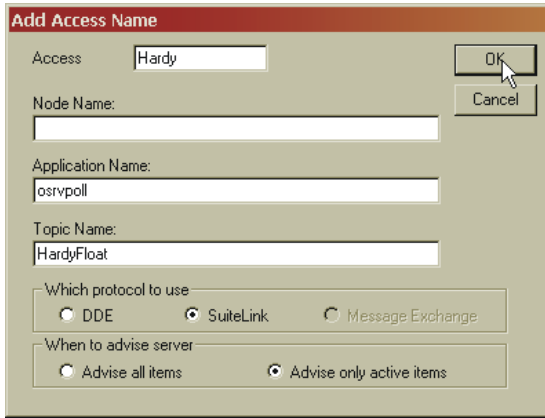 Add Access Name
Access Hardy OK
Node Name: Cancel
Application Name:
osrvpoll
Topic Name:
HardyFloat
Which protocol to use
DDE SuiteLink Message Exchange
When to advise server
Advise all items Advise only active items